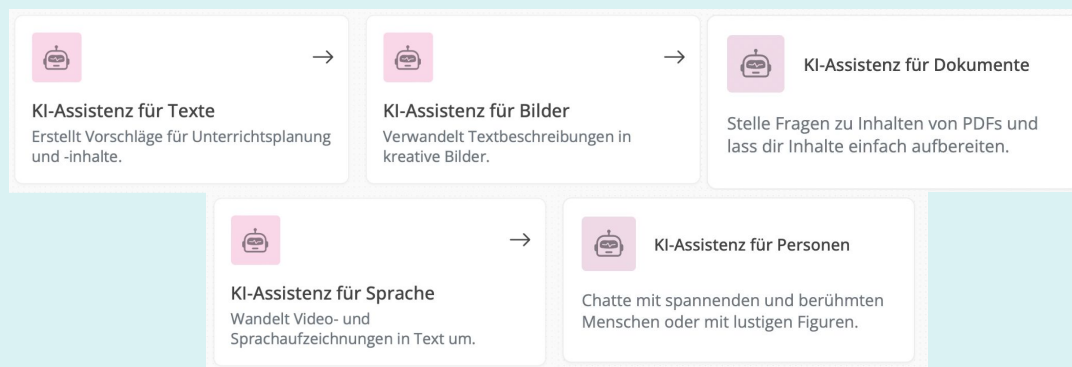 KI-Assistenz für Texte
Erstellt Vorschläge für Unterrichtsplanung
und -inhalte.
KI-Assistenz für Bilder
Verwandelt Textbeschreibungen in
kreative Bilder.
KI-Assistenz für Dokumente
Stelle Fragen zu Inhalten von PDFs und
lass dir Inhalte einfach aufbereiten.
KI-Assistenz für Sprache
Wandelt Video- und
Sprachaufzeichnungen in Text um.
KI-Assistenz für Personen
Chatte mit spannenden und berühmten
Menschen oder mit lustigen Figuren.